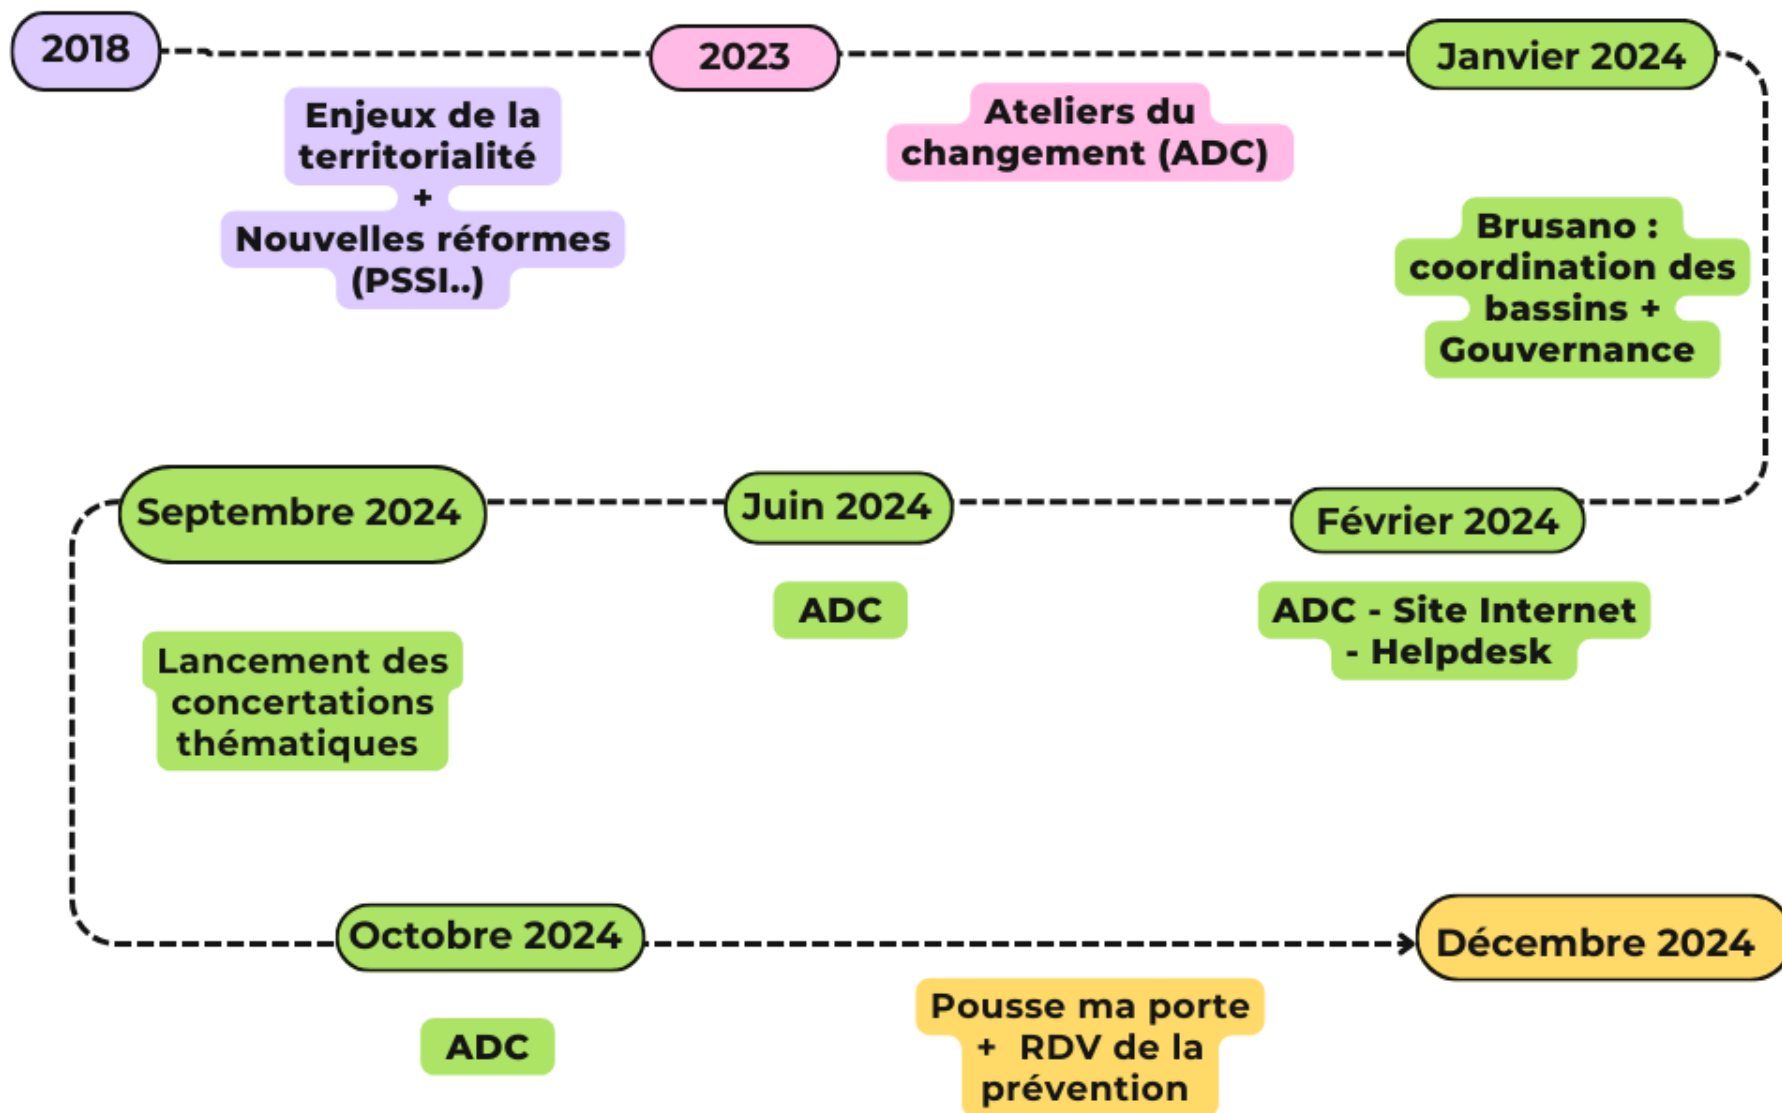 2018
2023
Janvier 2024
Enjeux de la
territorialité
+
Nouvelles réformes
(PSSI..)
Ateliers du
changement (ADC)
Brusano :
coordination des
bassins +
Gouvernance
Février 2024
ADC - Site Internet
- Helpdesk
Juin 2024
ADC
Septembre 2024
Lancement des
concertations
thématiques
Octobre 2024
ADC
Décembre 2024
Pousse ma porte
+ RDV de la
prévention